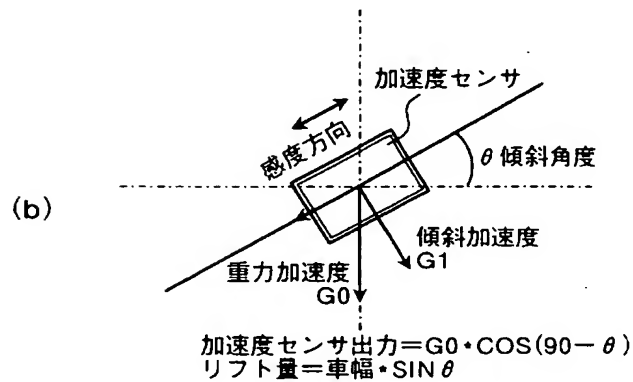 加速度センサ
感度方向
θ 傾斜角度
(b)
傾斜加速度
G1
重力加速度
G0
加速度センサ出力=G0*COS(90-θ)
リフト量=車幅*SINθ